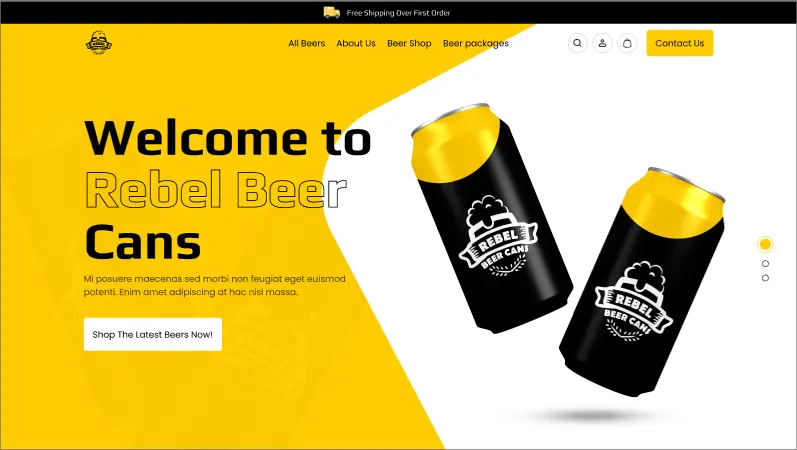 Free Shipping Over First Order
REBEL
All Beers About Us Beer Shop Beer packages
Contact Us
Welcome to
Rebel Beer
Cans
Mi posuere maecenas sed morbi non feugiat eget euismod
potenti. Enim amet adipiscing at hac nisl massa.
Shop The Latest Beers Now!
REBEL
BEER CANS
REBEL
BEER CANS